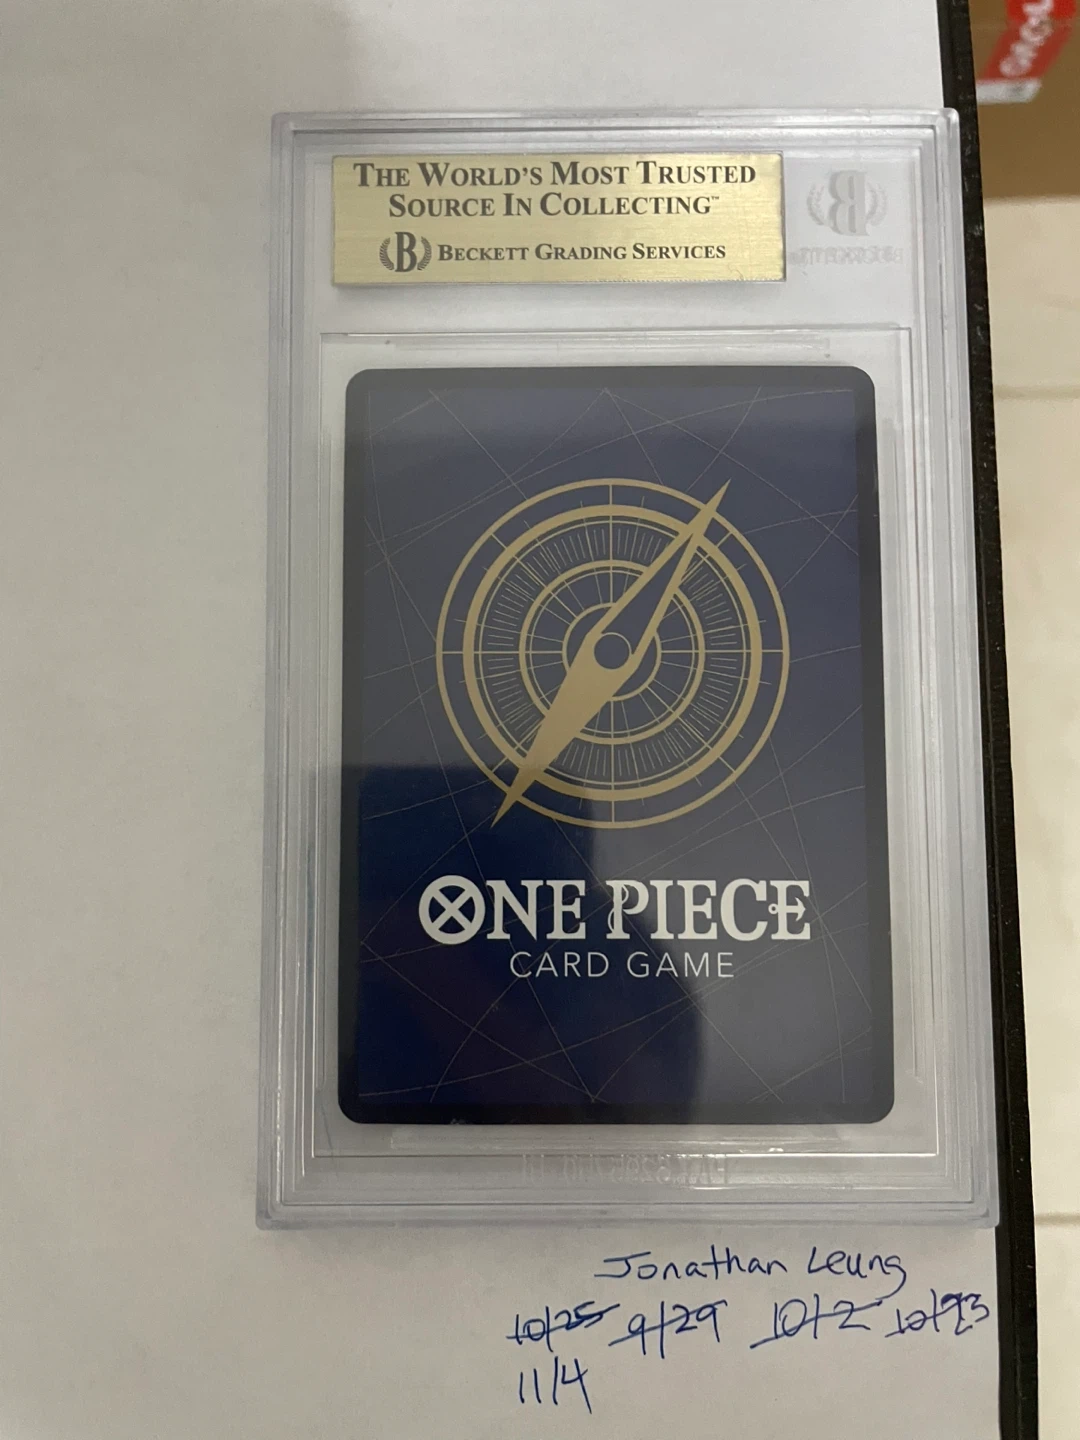 THE WORLD'S MOST TRUSTED
SOURCE IN COLLECTING™
B BECKETT GRADING SERVICES
B
BECKETT
ONE PIECE
CARD GAME
Jonathan Leung
10/25 9/29 10/2 10/23
11/4